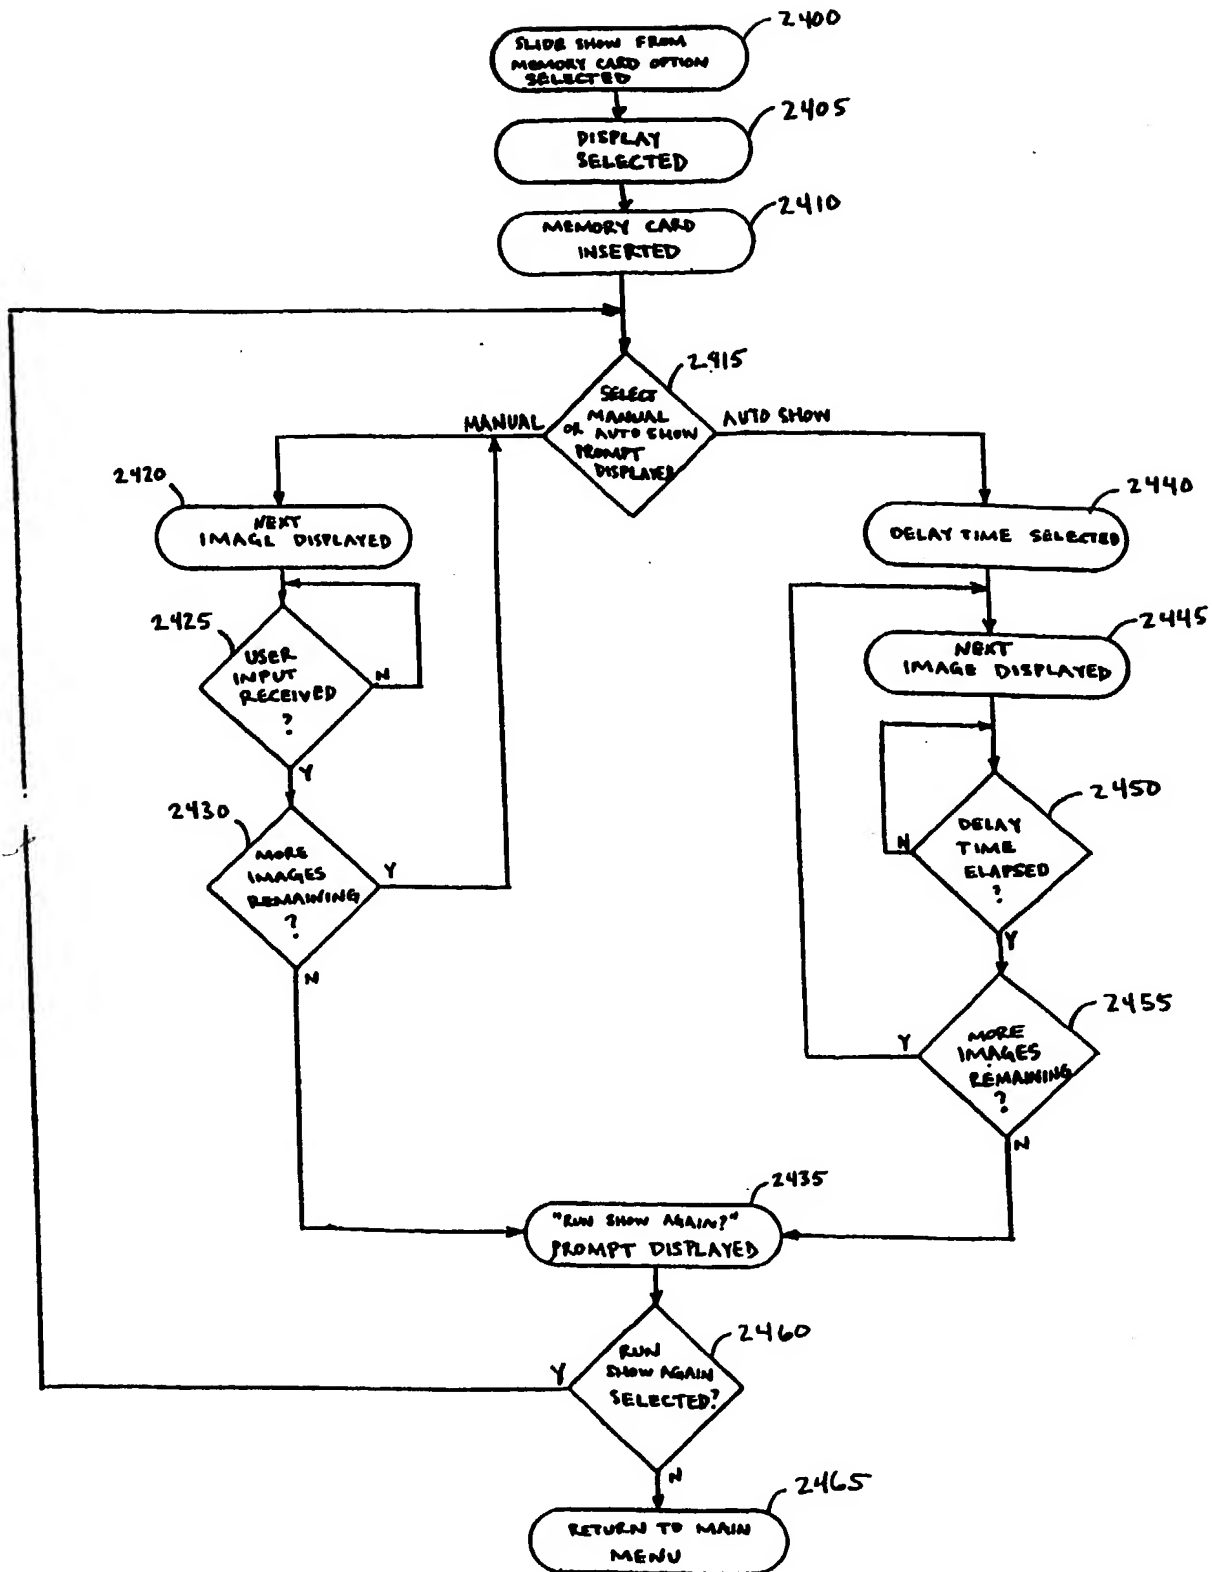 2400
SLIDE SHOW FROM
MEMORY CARD OPTION
SELECTED
2405
DISPLAY
SELECTED
2410
MEMORY CARD
INSERTED
2415
SELECT
MANUAL
OR AUTO SHOW
PROMPT
DISPLAYED
MANUAL
AUTO SHOW
2420
NEXT
IMAGE DISPLAYED
2440
DELAY TIME SELECTED
2425
USER
INPUT
RECEIVED
?
N
Y
2445
NEXT
IMAGE DISPLAYED
2430
MORE
IMAGES
REMAINING
?
Y
N
2450
DELAY
TIME
ELAPSED
?
N
Y
2455
MORE
IMAGES
REMAINING
?
Y
N
2435
"RUN SHOW AGAIN?"
PROMPT DISPLAYED
2460
RUN
SHOW AGAIN
SELECTED?
Y
N
2465
RETURN TO MAIN
MENU